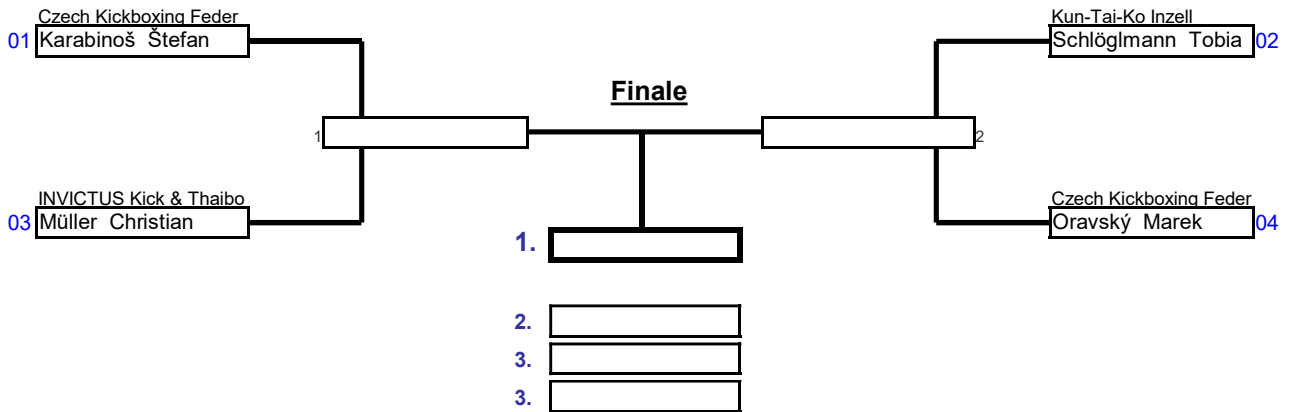 Czech Kickboxing Feder
01 Karabinoš Štefan
Kun-Tai-Ko Inzell
Schlöglmann Tobia 02
Finale
1
2
INVICTUS Kick & Thaibo
03 Müller Christian
Czech Kickboxing Feder
Oravský Marek 04
1.
2.
3.
3.